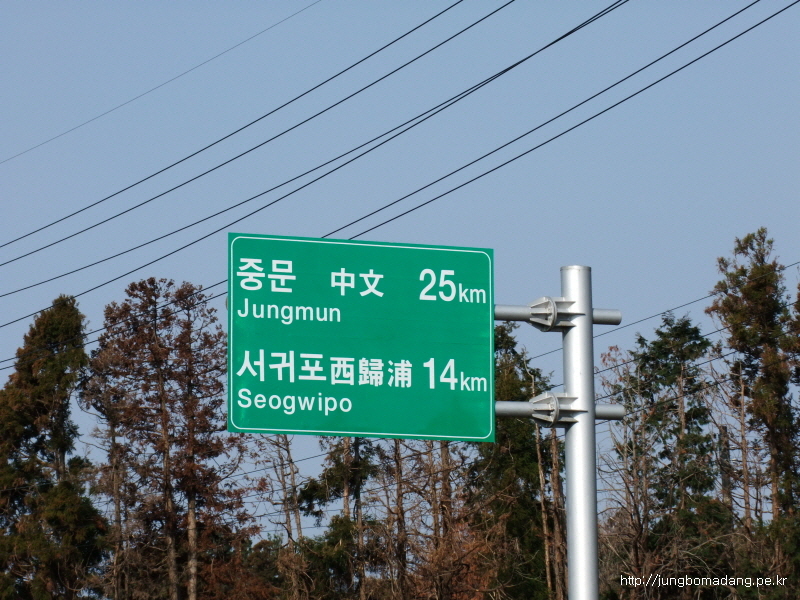 중문 中文 25km
Jungmun
서귀포 西歸浦 14km
Seogwipo
http://jungbomadang.pe.kr